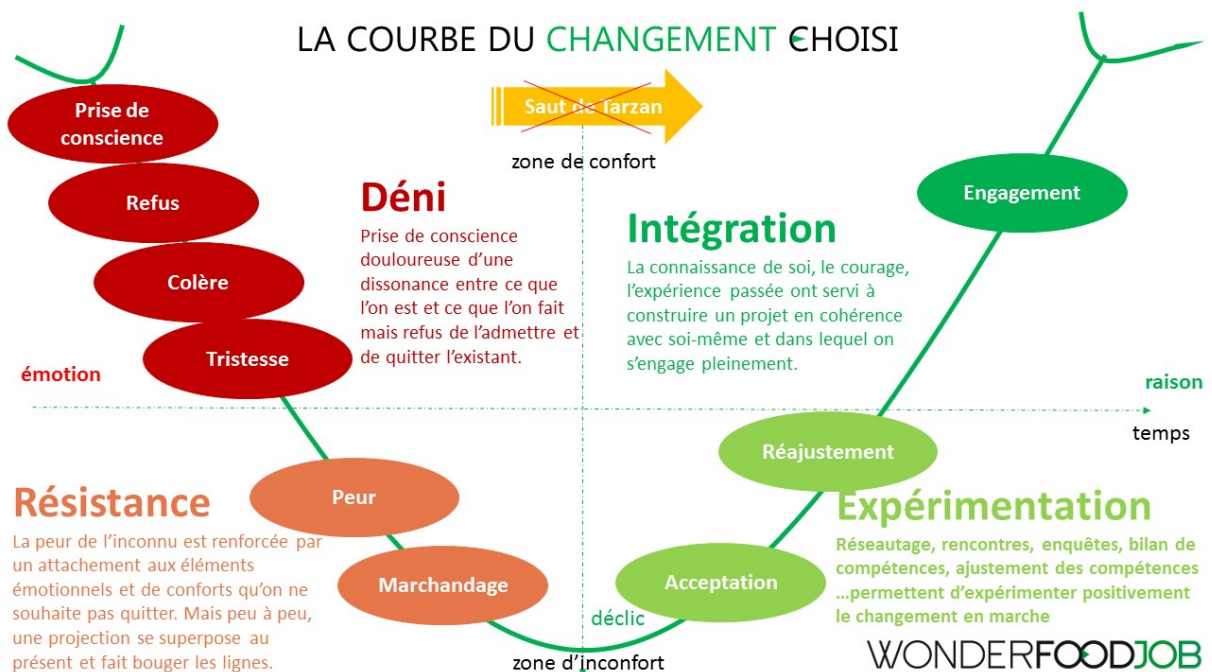 LA COURBE DU CHANGEMENT CHOISI
Prise de
conscience
Refus
Colère
Tristesse
Saut de Tarzan
zone de confort
Déni
Prise de conscience
douloureuse d'une
dissonance entre ce que
l'on est et ce que l'on fait
mais refus de l'admettre et
de quitter l'existant.
Intégration
La connaissance de soi, le courage,
l'expérience passée ont servi à
construire un projet en cohérence
avec soi-même et dans lequel on
s'engage pleinement.
Engagement
émotion
raison
temps
Résistance
La peur de l'inconnu est renforcée par
un attachement aux éléments
émotionnels et de conforts qu'on ne
souhaite pas quitter. Mais peu à peu,
une projection se superpose au
présent et fait bouger les lignes.
Peur
Marchandage
déclic
zone d'inconfort
Acceptation
Réajustement
Expérimentation
Réseautage, rencontres, enquêtes, bilan de
compétences, ajustement des compétences
...permettent d'expérimenter positivement
le changement en marche
WONDERFOODJOB